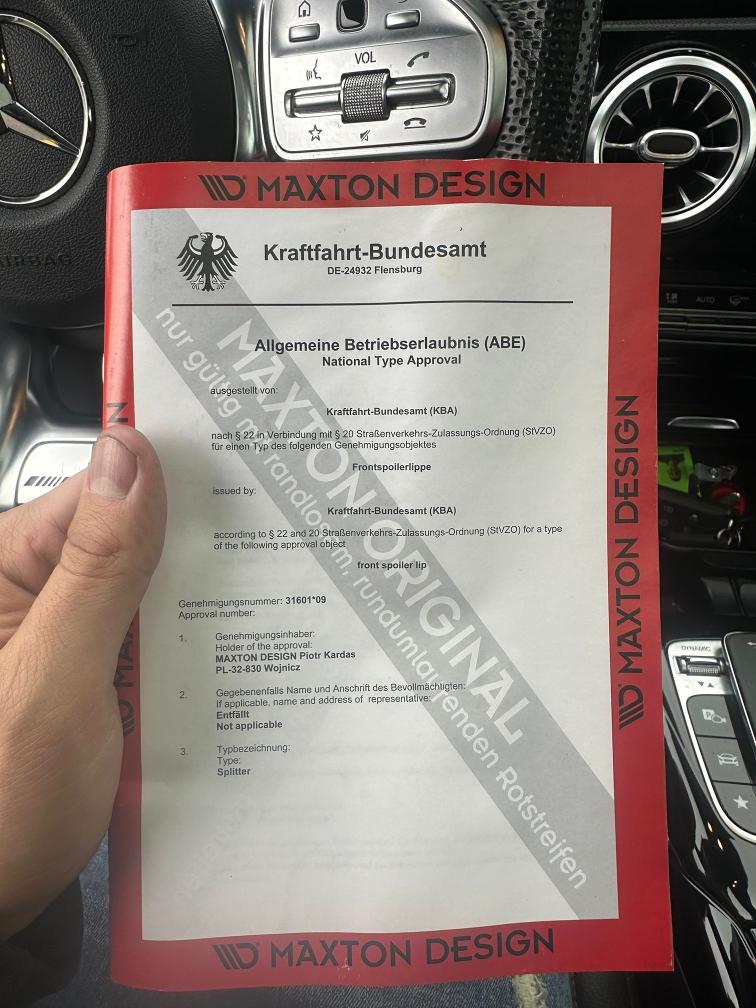 VOL
AIRBAG
AUTO
DYNAMIC
MAXTON DESIGN
Kraftfahrt-Bundesamt
DE-24932 Flensburg
Allgemeine Betriebserlaubnis (ABE)
National Type Approval
ausgestellt von:
Kraftfahrt-Bundesamt (KBA)
nach § 22 in Verbindung mit § 20 Straßenverkehrs-Zulassungs-Ordnung (StVZO)
für einen Typ des folgenden Genehmigungsobjektes
Frontspoilerlippe
issued by:
Kraftfahrt-Bundesamt (KBA)
according to § 22 and 20 Straßenverkehrs-Zulassungs-Ordnung (StVZO) for a type
of the following approval object
front spoiler lip
Genehmigungsnummer: 31601*09
Approval number:
1. Genehmigungsinhaber:
Holder of the approval:
MAXTON DESIGN Piotr Kardas
PL-32-830 Wojnicz
2. Gegebenenfalls Name und Anschrift des Bevollmächtigten:
If applicable, name and address of representative:
Entfällt
Not applicable
3. Typbezeichnung:
Type:
Splitter
MAXTON ORIGINAL
nur gültig mit randlosem, rundumlaufenden Rotstreifen
MAXTON DESIGN
MAXTON DESIGN